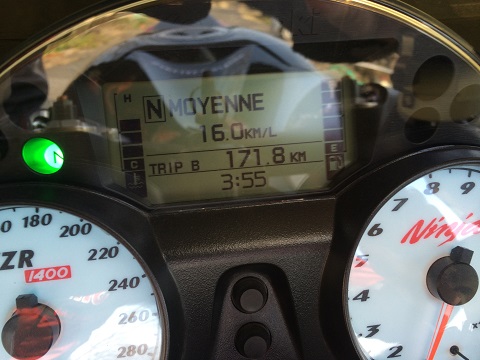 H
N MOYENNE
16.0KM/L
C
E
TRIP B 171.8 KM
3:55
N
180 200 220 240 260 280
ZR 1400
Ninja
2 3 4 5 6 7 8 9